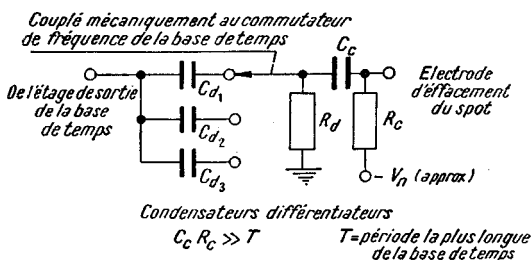 Couplé mécaniquement au commutateur
de fréquence de la base de temps
C_c
De l'étage de sortie
de la base
de temps
C_d1
C_d2
C_d3
R_d
R_c
Electrode
d'effacement
du spot
- V_n (approx)
Condensateurs différentiateurs
C_c R_c >> T
T = période la plus longue
de la base de temps